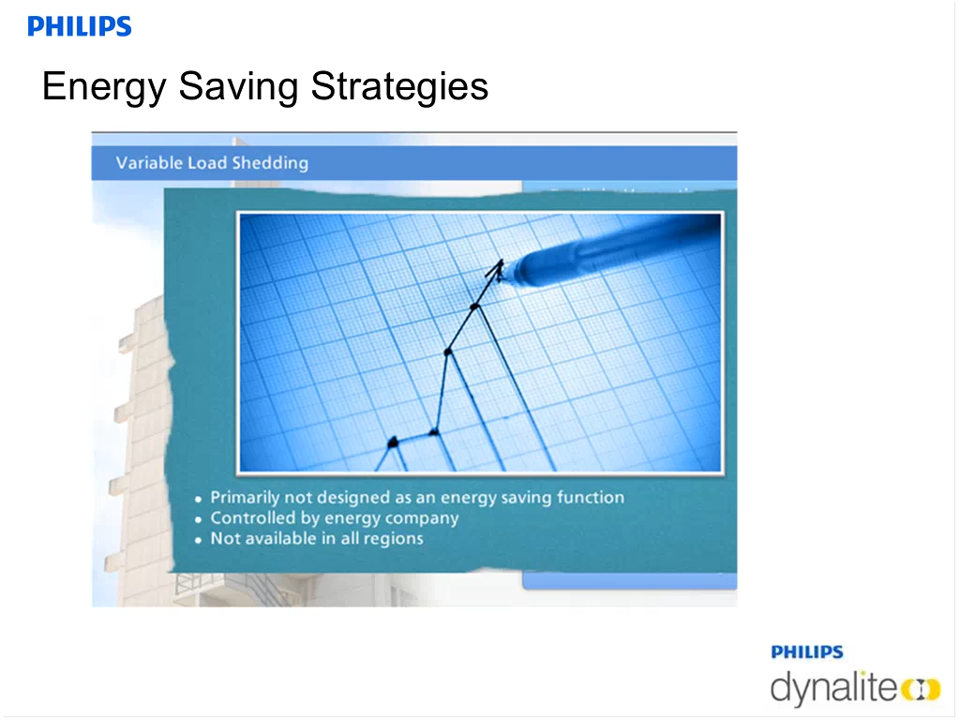 PHILIPS
Energy Saving Strategies
Variable Load Shedding
• Primarily not designed as an energy saving function
• Controlled by energy company
• Not available in all regions
PHILIPS
dynalite